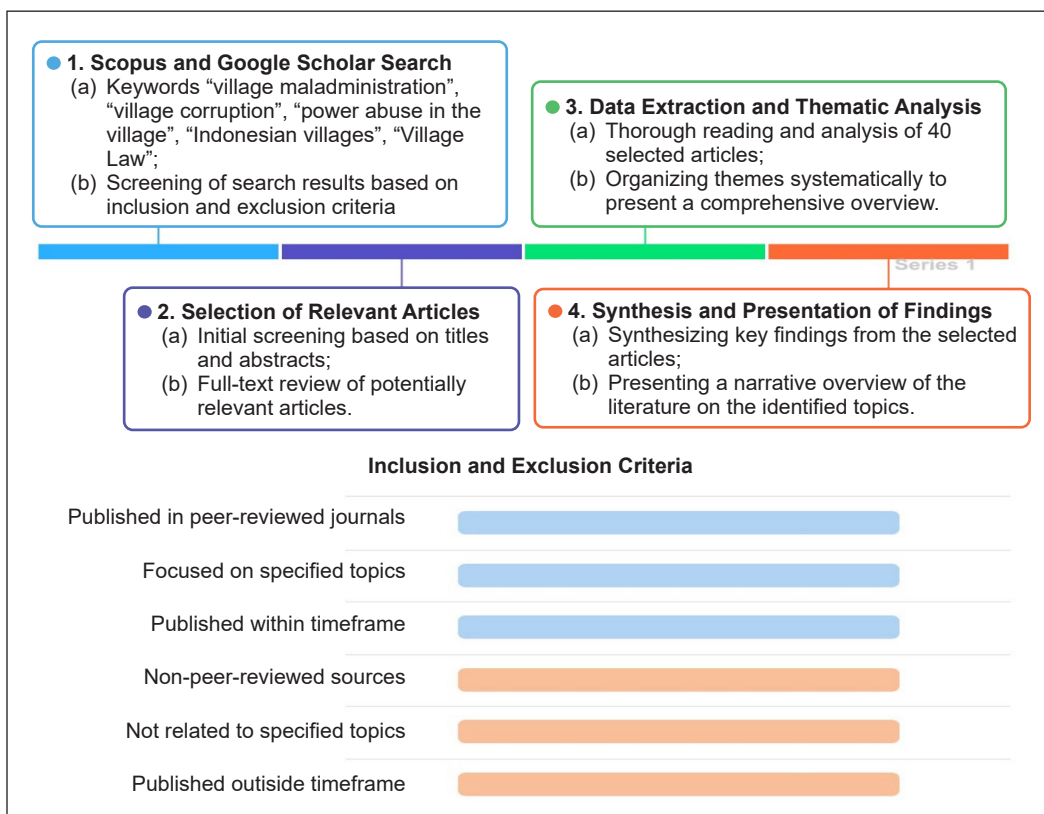 1. Scopus and Google Scholar Search
(a) Keywords “village maladministration”,
“village corruption”, “power abuse in the
village”, “Indonesian villages”, “Village
Law”;
(b) Screening of search results based on
inclusion and exclusion criteria
3. Data Extraction and Thematic Analysis
(a) Thorough reading and analysis of 40
selected articles;
(b) Organizing themes systematically to
present a comprehensive overview.
Series 1
2. Selection of Relevant Articles
(a) Initial screening based on titles
and abstracts;
(b) Full-text review of potentially
relevant articles.
4. Synthesis and Presentation of Findings
(a) Synthesizing key findings from the selected
articles;
(b) Presenting a narrative overview of the
literature on the identified topics.
Inclusion and Exclusion Criteria
Published in peer-reviewed journals
Focused on specified topics
Published within timeframe
Non-peer-reviewed sources
Not related to specified topics
Published outiside timeframe